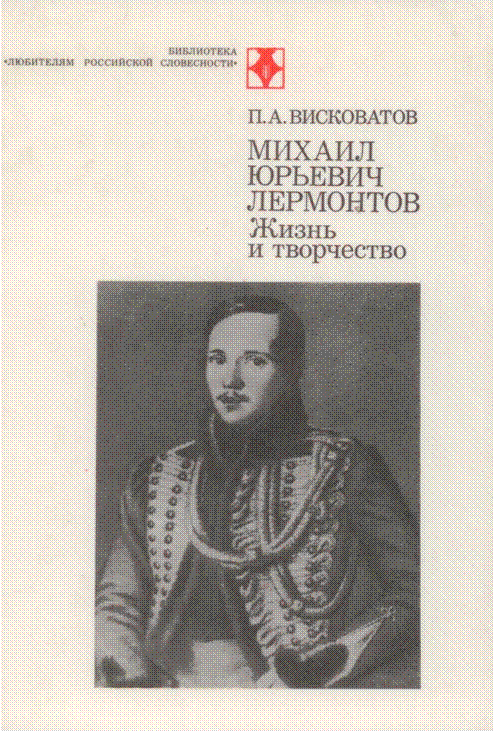 БИБЛИОТЕКА
«ЛЮБИТЕЛЯМ РОССИЙСКОЙ СЛОВЕСНОСТИ»
П. А. ВИСКОВАТОВ
МИХАИЛ
ЮРЬЕВИЧ
ЛЕРМОНТОВ
Жизнь
и творчество